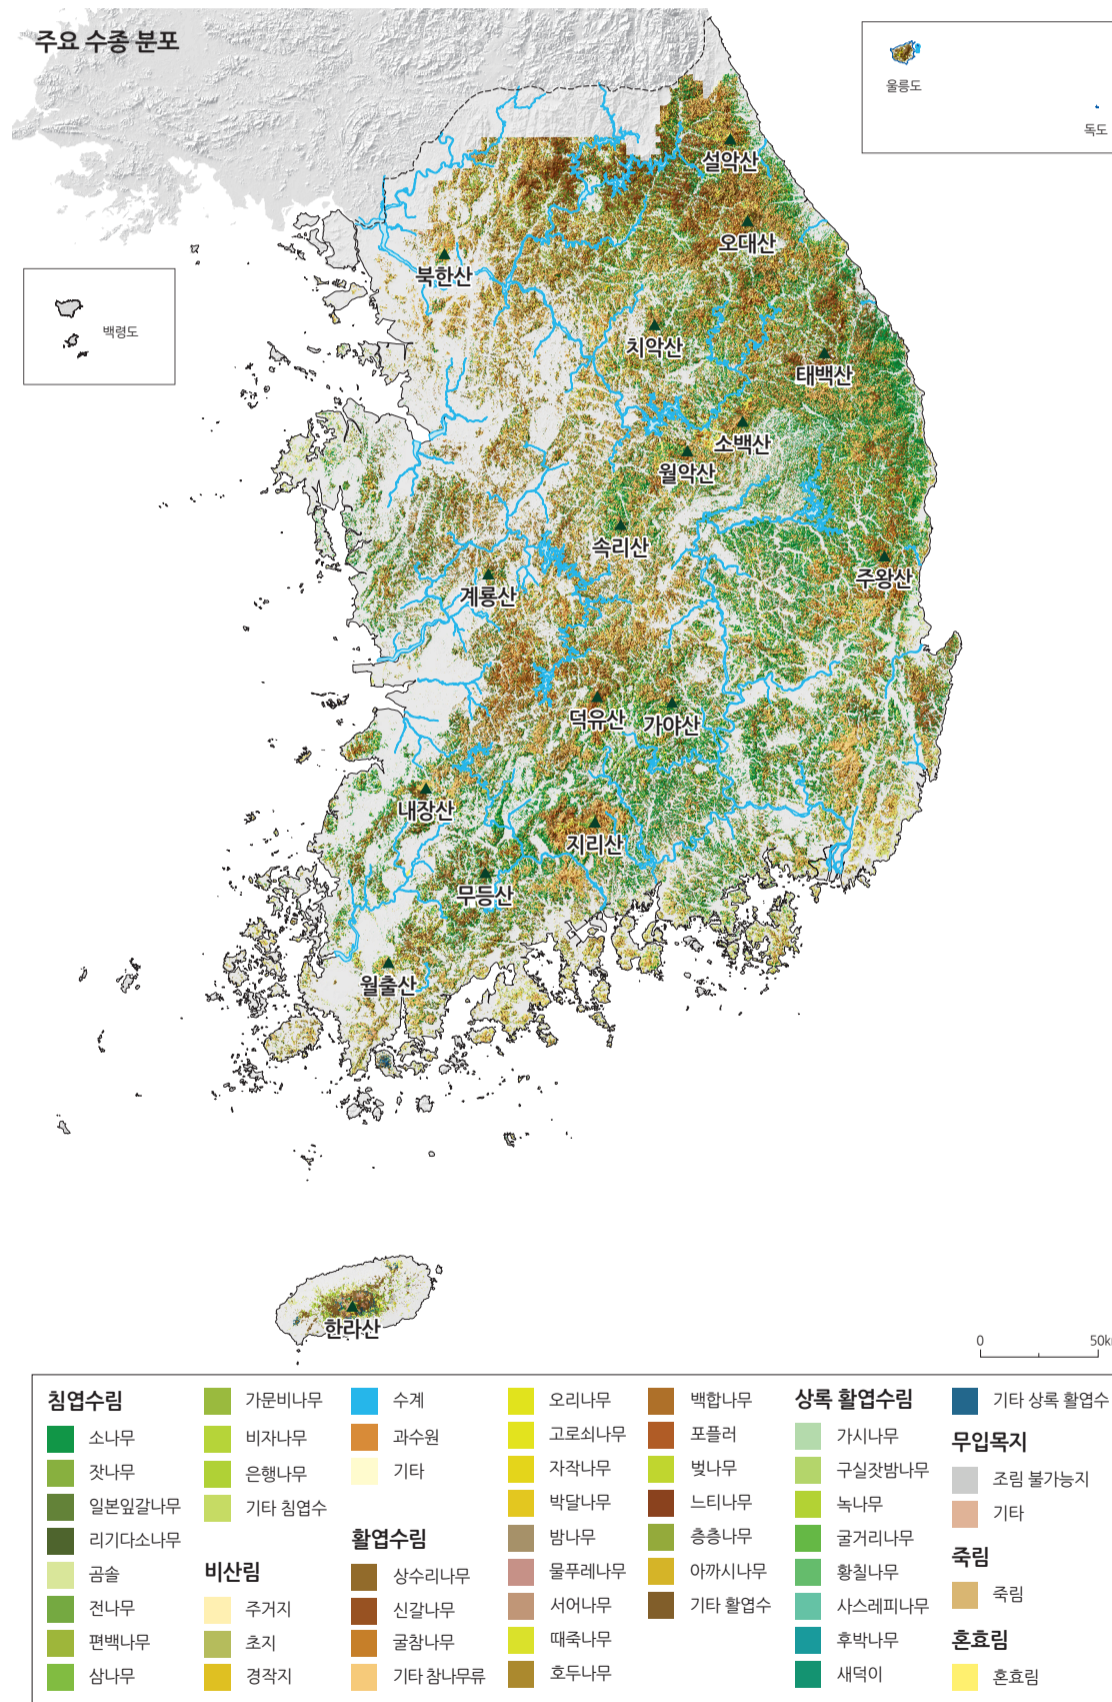 주요 수종 분포
울릉도
독도
설악산
오대산
북한산
백령도
치악산
태백산
소백산
월악산
속리산
주왕산
계룡산
덕유산
가야산
내장산
지리산
무등산
월출산
한라산
0 50k
침엽수림
소나무
잣나무
일본잎갈나무
리기다소나무
곰솔
전나무
편백나무
삼나무
가문비나무
비자나무
은행나무
기타 침엽수
비산림
주거지
초지
경작지
수계
과수원
기타
활엽수림
상수리나무
신갈나무
굴참나무
기타 참나무류
오리나무
고로쇠나무
자작나무
박달나무
밤나무
물푸레나무
서어나무
때죽나무
호두나무
백합나무
포플러
벚나무
느티나무
층층나무
아까시나무
기타 활엽수
상록 활엽수림
가시나무
구실잣밤나무
녹나무
굴거리나무
황칠나무
사스레피나무
후박나무
새덕이
기타 상록 활엽수
무입목지
조림 불가능지
기타
죽림
죽림
혼효림
혼효림